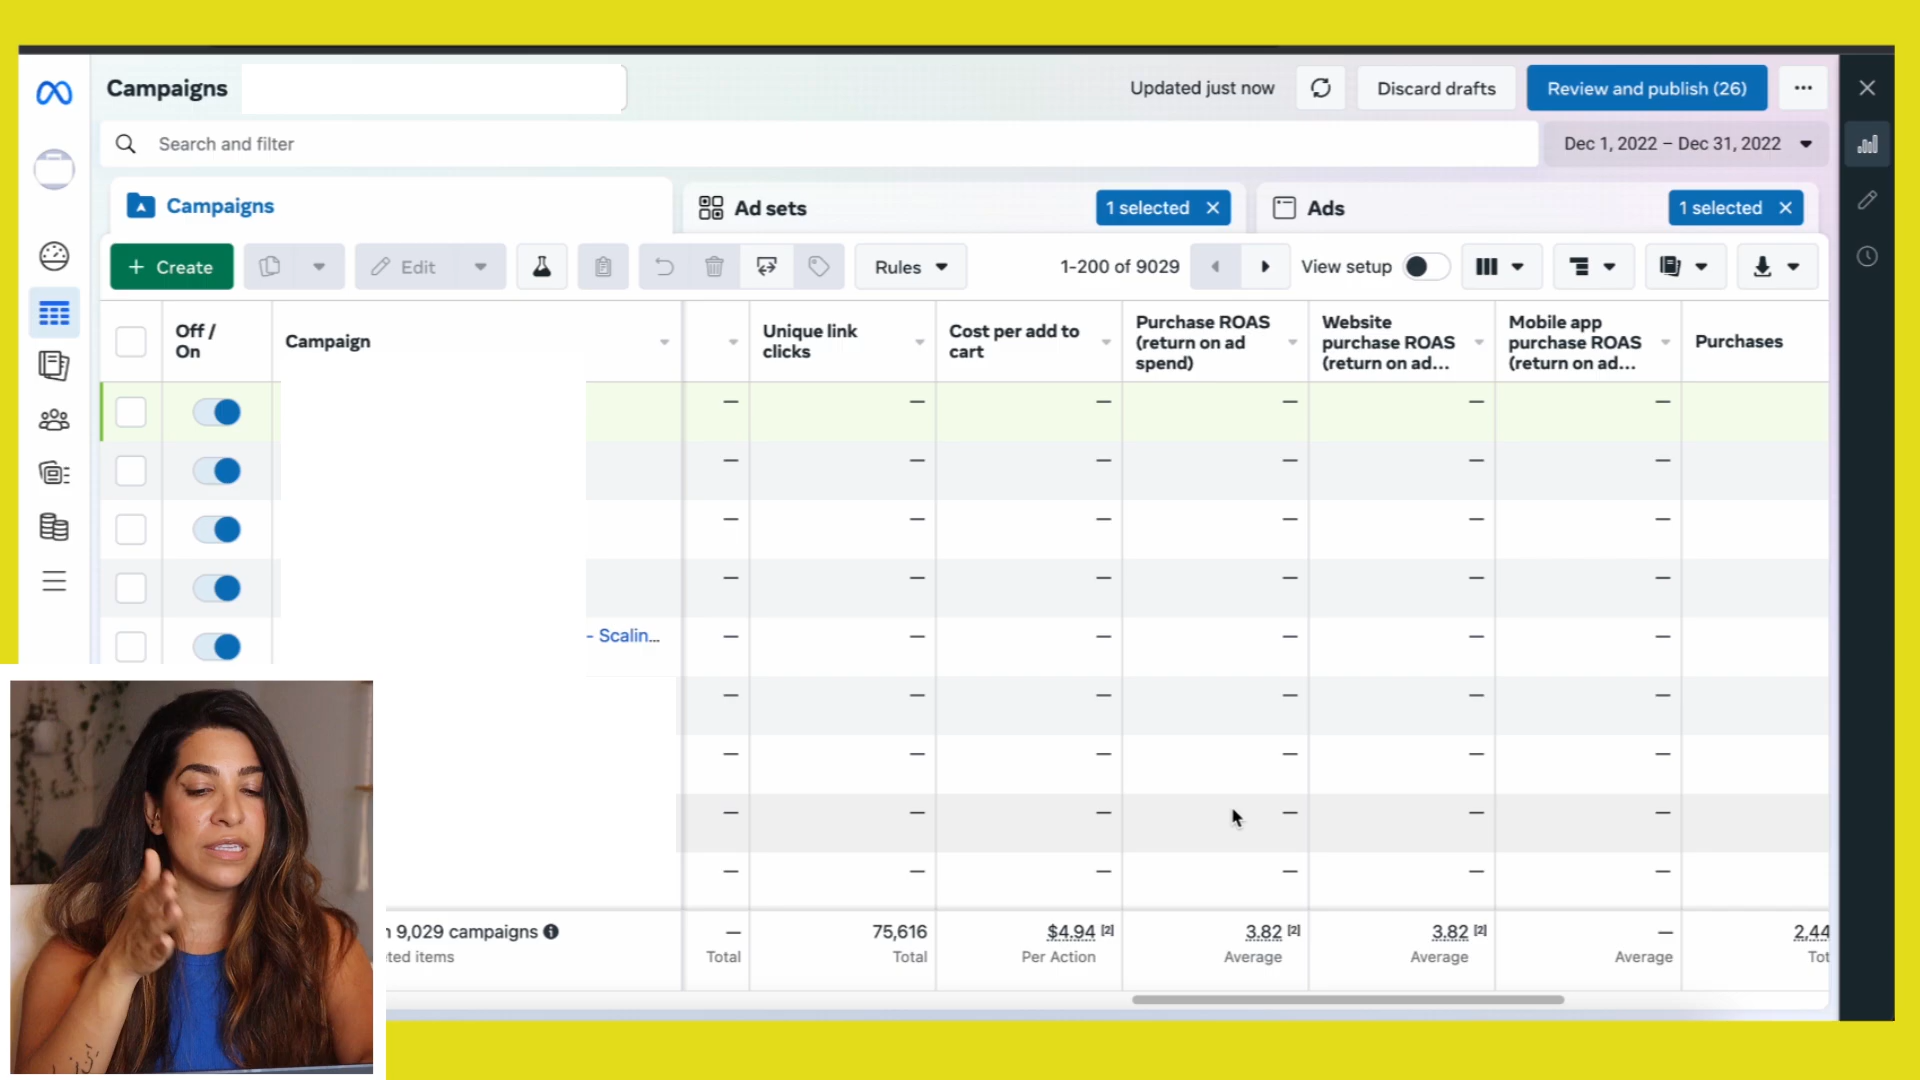 Campaigns
Updated just now
Discard drafts
Review and publish (26)
Search and filter
Dec 1, 2022 – Dec 31, 2022
Campaigns
Ad sets
1 selected
Ads
1 selected
+ Create
Edit
Rules
1-200 of 9029
View setup
Off /
On
Campaign
Unique link
clicks
Cost per add to
cart
Purchase ROAS
(return on ad
spend)
Website
purchase ROAS
(return on ad...
Mobile app
purchase ROAS
(return on ad...
Purchases
— — — — — —
— — — — — —
— — — — — —
— — — — — —
- Scalin... — — — — — —
— — — — — —
— — — — — —
— — — — — —
— — — — — —
9,029 campaigns
ted items
—
Total
75,616
Total
$4.94 [2]
Per Action
3.82 [2]
Average
3.82 [2]
Average
—
Average
2,44
Tot